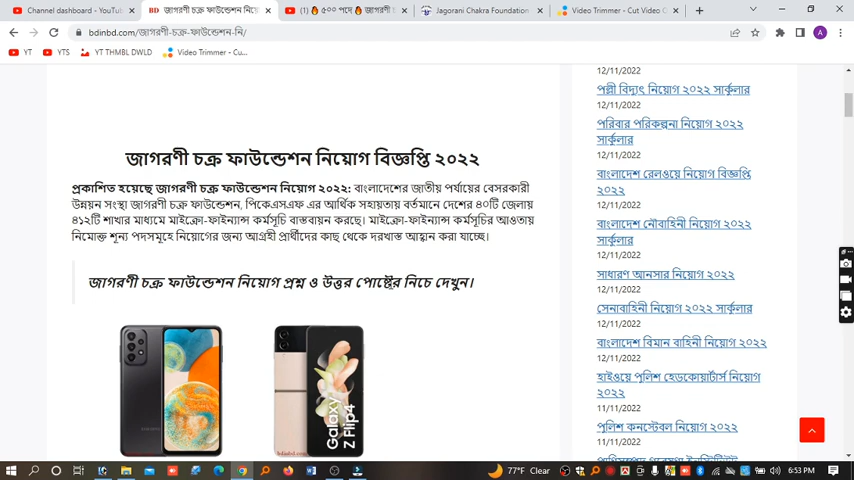 Channel dashboard - YouTub
BD জাগরণী চক্র ফাউন্ডেশন নিয়ো
(1) ৫০০ পদে জাগরণী
Jagorani Chakra Foundation
Video Trimmer - Cut Video O
bdinbd.com/জাগরণী-চক্র-ফাউন্ডেশন-নি/
A
YT
YTS
YT THMBL DWLD
Video Trimmer - Cu...
জাগরণী চক্র ফাউন্ডেশন নিয়োগ বিজ্ঞপ্তি ২০২২
প্রকাশিত হয়েছে জাগরণী চক্র ফাউন্ডেশন নিয়োগ ২০২২: বাংলাদেশের জাতীয় পর্যায়ের বেসরকারী
উন্নয়ন সংস্থা জাগরণী চক্র ফাউন্ডেশন, পিকেএসএফ এর আর্থিক সহায়তায় বর্তমানে দেশের ৪০টি জেলায়
৪১২টি শাখার মাধ্যমে মাইক্রো-ফাইন্যান্স কর্মসূচি বাস্তবায়ন করছে। মাইক্রো-ফাইন্যান্স কর্মসূচির আওতায়
নিমোক্ত শূন্য পদসমূহে নিয়োগের জন্য আগ্রহী প্রার্থীদের কাছ থেকে দরখাস্ত আহ্বান করা যাচ্ছে।
জাগরণী চক্র ফাউন্ডেশন নিয়োগ প্রশ্ন ও উত্তর পোস্টের নিচে দেখুন।
Galaxy
Z Flip4
12/11/2022
পল্লী বিদ্যুৎ নিয়োগ ২০২২ সার্কুলার
12/11/2022
পরিবার পরিকল্পনা নিয়োগ ২০২২
সার্কুলার
12/11/2022
বাংলাদেশ রেলওয়ে নিয়োগ বিজ্ঞপ্তি
২০২২
12/11/2022
বাংলাদেশ নৌবাহিনী নিয়োগ ২০২২
সার্কুলার
12/11/2022
সাধারণ আনসার নিয়োগ ২০২২
12/11/2022
সেনাবাহিনী নিয়োগ ২০২২ সার্কুলার
12/11/2022
বাংলাদেশ বিমান বাহিনী নিয়োগ ২০২২
12/11/2022
হাইওয়ে পুলিশ হেডকোয়ার্টার্স নিয়োগ
২০২২
11/11/2022
পুলিশ কনস্টেবল নিয়োগ ২০২২
11/11/2022
77°F Clear
6:53 PM